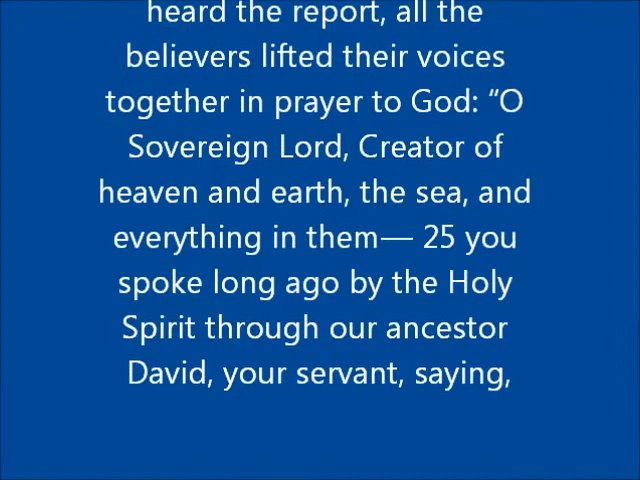 heard the report, all the
believers lifted their voices
together in prayer to God: “O
Sovereign Lord, Creator of
heaven and earth, the sea, and
everything in them— 25 you
spoke long ago by the Holy
Spirit through our ancestor
David, your servant, saying,